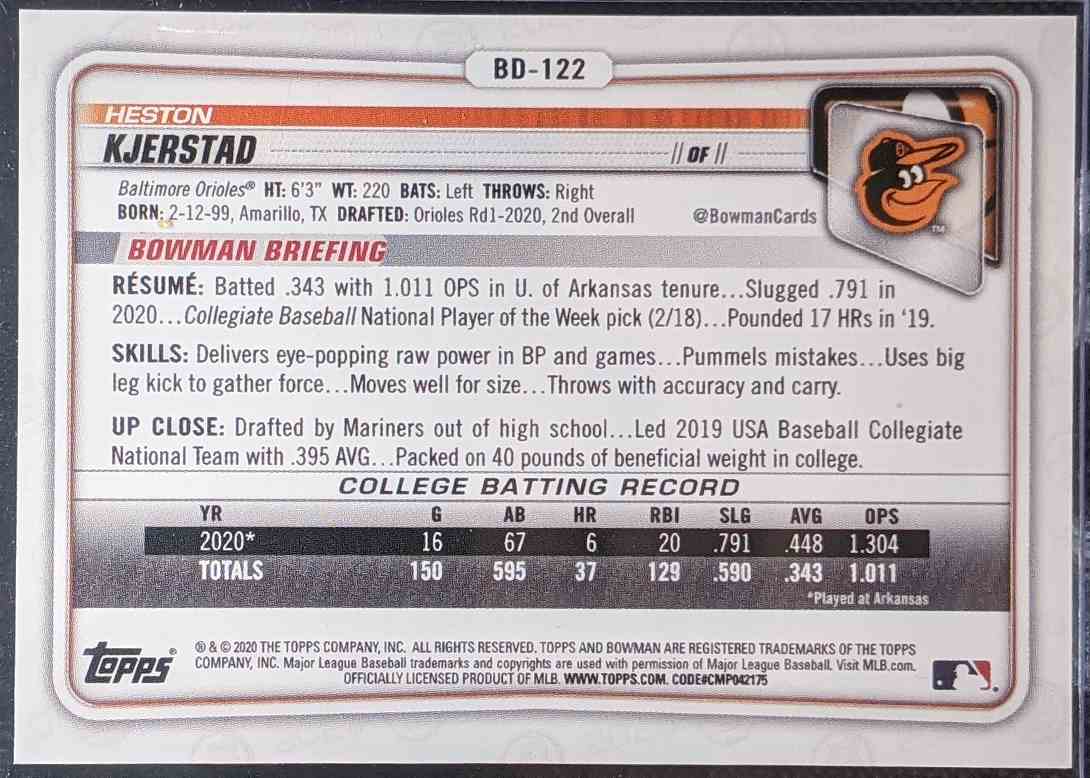 BD-122
HESTON
KJERSTAD
// OF //
Baltimore Orioles® HT: 6'3" WT: 220 BATS: Left THROWS: Right
BORN: 2-12-99, Amarillo, TX DRAFTED: Orioles Rd1-2020, 2nd Overall @BowmanCards
TM
BOWMAN BRIEFING
RÉSUMÉ: Batted .343 with 1.011 OPS in U. of Arkansas tenure...Slugged .791 in
2020...Collegiate Baseball National Player of the Week pick (2/18)...Pounded 17 HRs in '19.
SKILLS: Delivers eye-popping raw power in BP and games...Pummels mistakes...Uses big
leg kick to gather force...Moves well for size...Throws with accuracy and carry.
UP CLOSE: Drafted by Mariners out of high school...Led 2019 USA Baseball Collegiate
National Team with .395 AVG...Packed on 40 pounds of beneficial weight in college.
COLLEGE BATTING RECORD
YR G AB HR RBI SLG AVG OPS
2020* 16 67 6 20 .791 .448 1.304
TOTALS 150 595 37 129 .590 .343 1.011
*Played at Arkansas
Topps®
® & © 2020 THE TOPPS COMPANY, INC. ALL RIGHTS RESERVED. TOPPS AND BOWMAN ARE REGISTERED TRADEMARKS OF THE TOPPS
COMPANY, INC. Major League Baseball trademarks and copyrights are used with permission of Major League Baseball. Visit MLB.com.
OFFICIALLY LICENSED PRODUCT OF MLB. WWW.TOPPS.COM. CODE#CMP042175